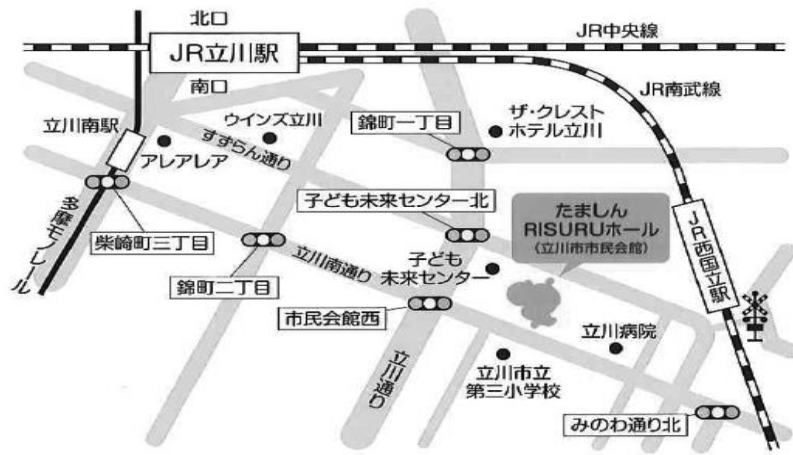 北口
JR立川駅
南口
JR中央線
JR南武線
立川南駅
アレアレア
ウインズ立川
すずらん通り
錦町一丁目
ザ・クレスト
ホテル立川
多摩モノレール
柴崎町三丁目
子ども未来センター北
たましん
RISURUホール
(立川市市民会館)
JR西国立駅
錦町二丁目
立川南通り
子ども
未来センター
市民会館西
立川通り
立川病院
立川市立
第三小学校
みのわ通り北